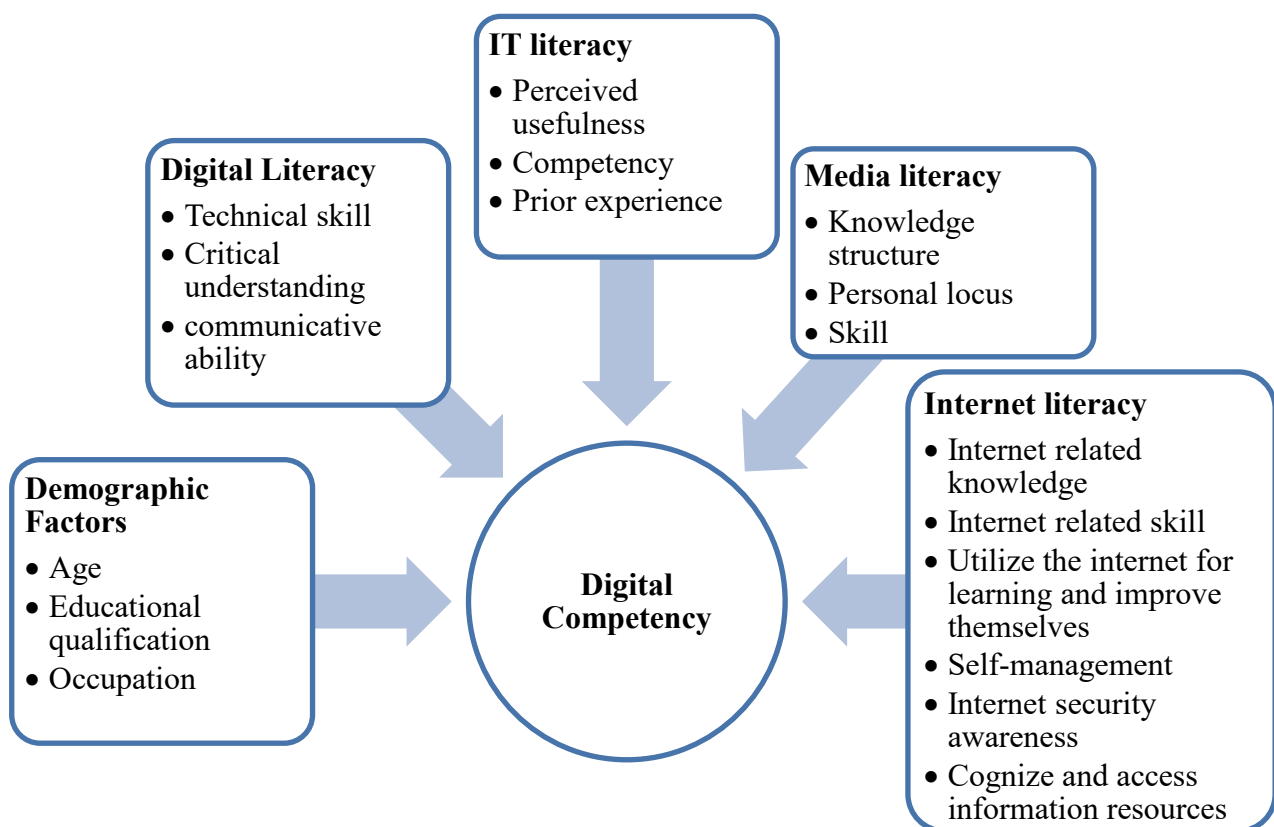 IT literacy
• Perceived
usefulness
• Competency
• Prior experience
Digital Literacy
• Technical skill
• Critical
understanding
• communicative
ability
Media literacy
• Knowledge
structure
• Personal locus
• Skill
Demographic
Factors
• Age
• Educational
qualification
• Occupation
Internet literacy
• Internet related
knowledge
• Internet related skill
• Utilize the internet for
learning and improve
themselves
• Self-management
• Internet security
awareness
• Cognize and access
information resources
Digital
Competency